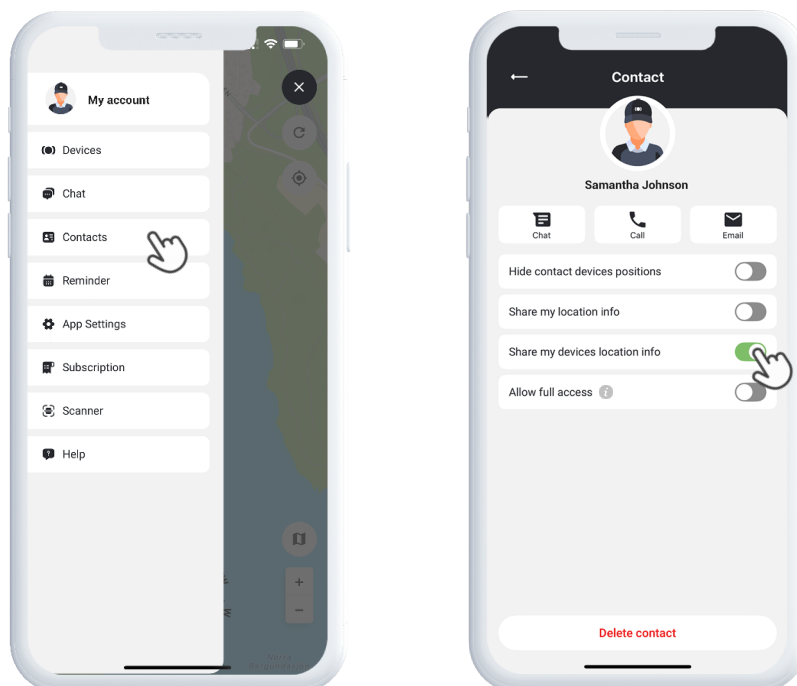 My account
Devices
Chat
Contacts
Reminder
App Settings
Subscription
Scanner
Help
Contact
Samantha Johnson
Chat
Call
Email
Hide contact devices positions
Share my location info
Share my devices location info
Allow full access
Delete contact